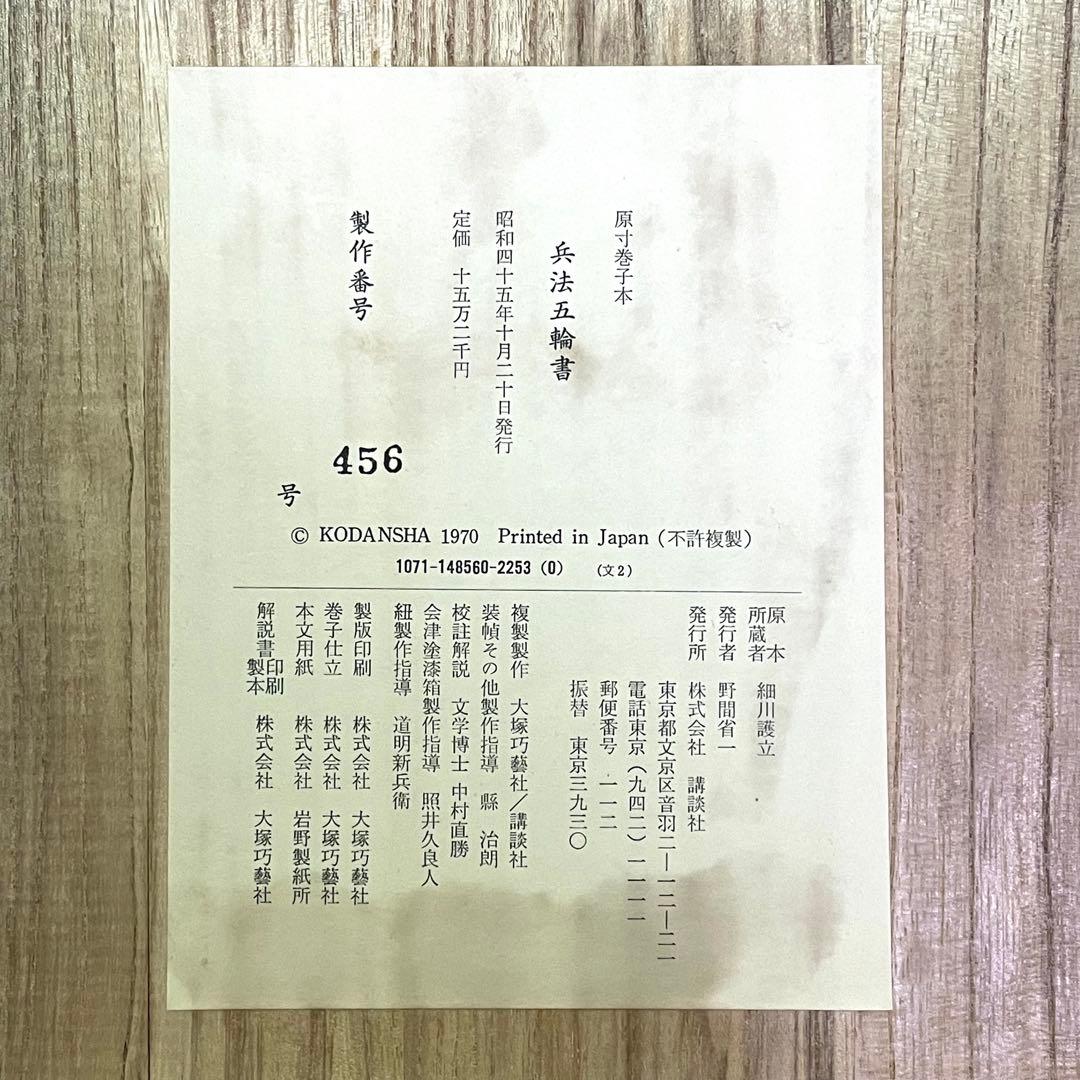 原寸巻子本
兵法五輪書
昭和四十五年十月二十日発行
定価 十五万二千円
製作番号
456
号
© KODANSHA 1970 Printed in Japan (不許複製)
1071-148560-2253 (0) (文2)
原本所蔵者 細川護立
発行者 野間省一
発行所 株式会社 講談社
東京都文京区音羽二―一二―二一
電話東京(九四二)一一一一
郵便番号 一一二
振替 東京三九三〇
複製製作 大塚巧藝社/講談社
装幀その他製作指導 縣 治朗
校註解説 文学博士 中村直勝
会津塗漆箱製作指導 照井久良人
紐製作指導 道明新兵衛
製版印刷 株式会社 大塚巧藝社
巻子仕立 株式会社 大塚巧藝社
本文用紙 株式会社 岩野製紙所
解説書印刷製本 株式会社 大塚巧藝社